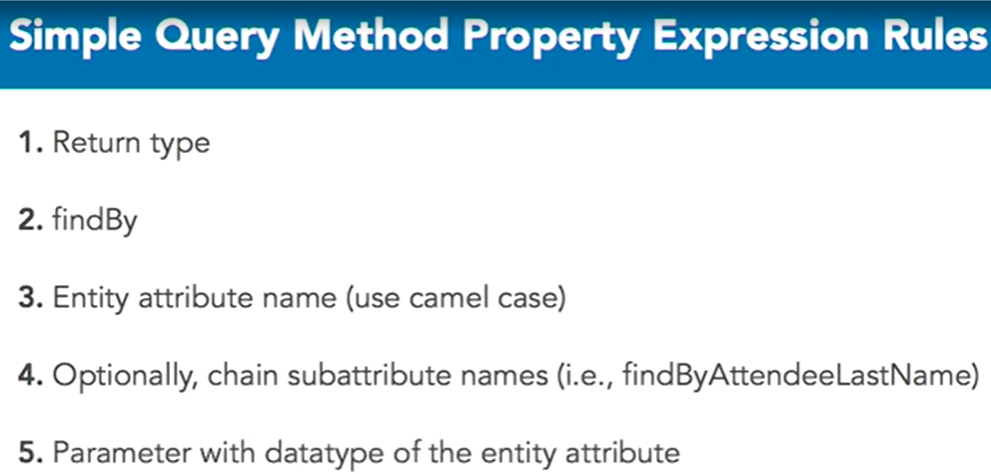 Simple Query Method Property Expression Rules
1. Return type
2. findBy
3. Entity attribute name (use camel case)
4. Optionally, chain subattribute names (i.e., findByAttendeeLastName)
5. Parameter with datatype of the entity attribute